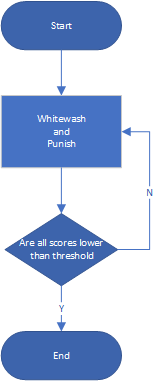 Start
Whitewash
and
Punish
N
Are all scores lower
than threshold
Y
End